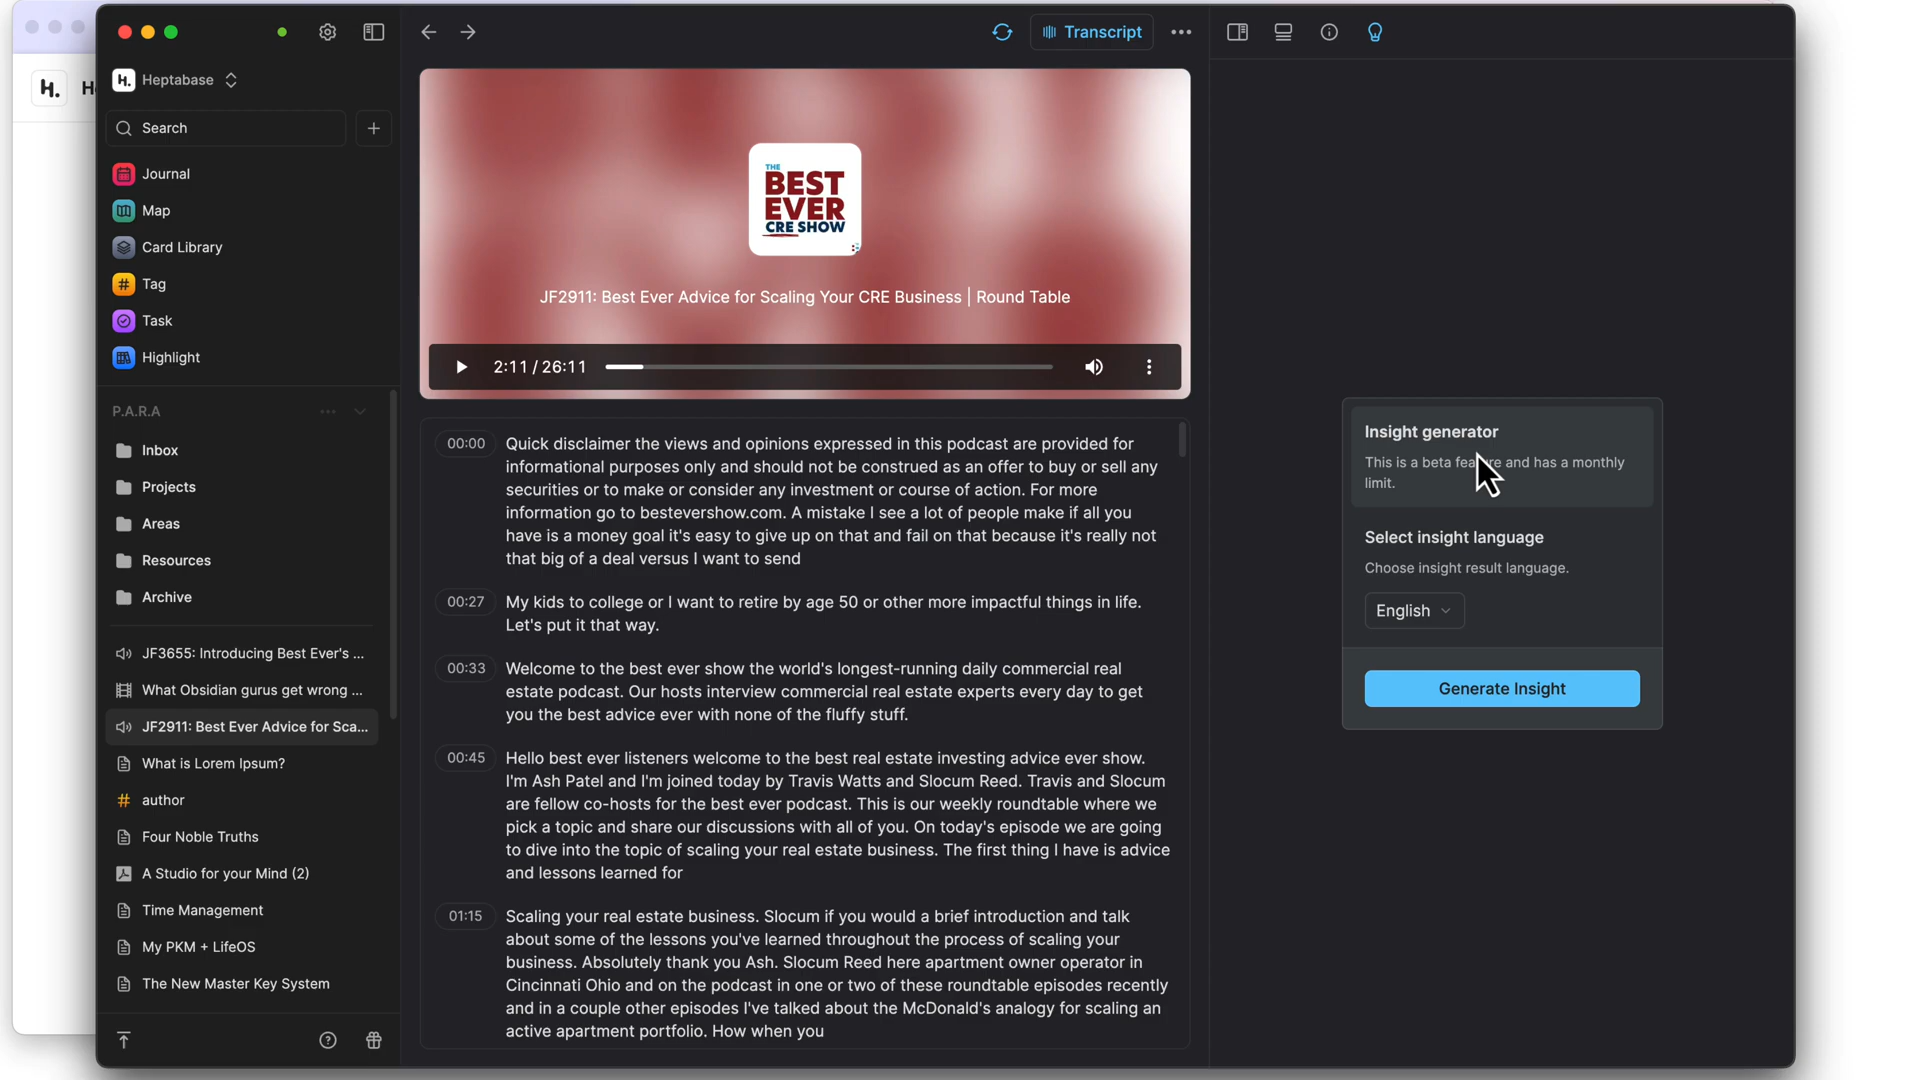 h.
Heptabase
Search
Journal
Map
Card Library
Tag
Task
Highlight
P.A.R.A
Inbox
Projects
Areas
Resources
Archive
JF3655: Introducing Best Ever's ...
What Obsidian gurus get wrong ...
JF2911: Best Ever Advice for Sca...
What is Lorem Ipsum?
author
Four Noble Truths
A Studio for your Mind (2)
Time Management
My PKM + LifeOS
The New Master Key System
Transcript
THE
BEST
EVER
CRE SHOW
JF2911: Best Ever Advice for Scaling Your CRE Business | Round Table
2:11 / 26:11
00:00 Quick disclaimer the views and opinions expressed in this podcast are provided for
informational purposes only and should not be construed as an offer to buy or sell any
securities or to make or consider any investment or course of action. For more
information go to bestevershow.com. A mistake I see a lot of people make if all you
have is a money goal it's easy to give up on that and fail on that because it's really not
that big of a deal versus I want to send
00:27 My kids to college or I want to retire by age 50 or other more impactful things in life.
Let's put it that way.
00:33 Welcome to the best ever show the world's longest-running daily commercial real
estate podcast. Our hosts interview commercial real estate experts every day to get
you the best advice ever with none of the fluffy stuff.
00:45 Hello best ever listeners welcome to the best real estate investing advice ever show.
I'm Ash Patel and I'm joined today by Travis Watts and Slocum Reed. Travis and Slocum
are fellow co-hosts for the best ever podcast. This is our weekly roundtable where we
pick a topic and share our discussions with all of you. On today's episode we are going
to dive into the topic of scaling your real estate business. The first thing I have is advice
and lessons learned for
01:15 Scaling your real estate business. Slocum if you would a brief introduction and talk
about some of the lessons you've learned throughout the process of scaling your
business. Absolutely thank you Ash. Slocum Reed here apartment owner operator in
Cincinnati Ohio and on the podcast in one or two of these roundtable episodes recently
and in a couple other episodes I've talked about the McDonald's analogy for scaling an
active apartment portfolio. How when you
Insight generator
This is a beta feature and has a monthly
limit.
Select insight language
Choose insight result language.
English
Generate Insight